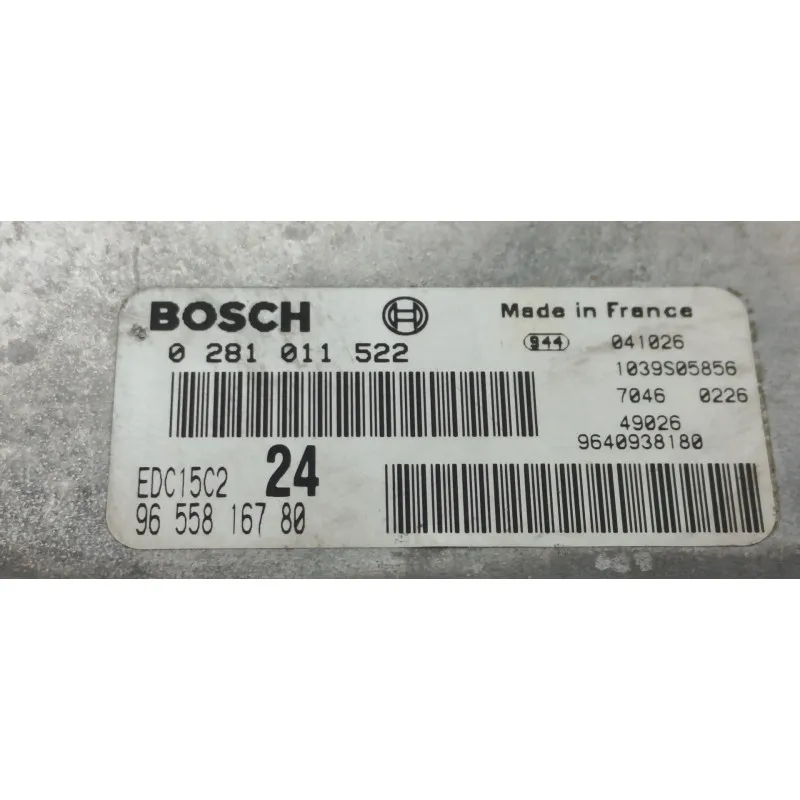 BOSCH
Made in France
0 281 011 522
944 041026
1039S05856
7046 0226
49026
9640938180
EDC15C2 24
96 558 167 80